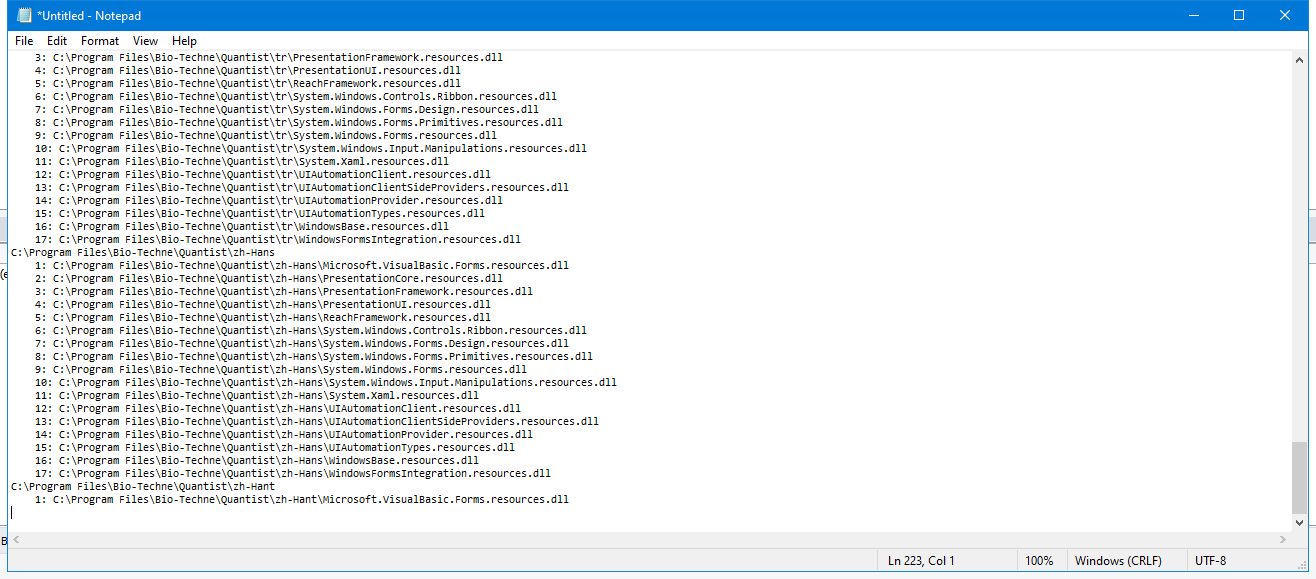 *Untitled - Notepad
File Edit Format View Help
3: C:\Program Files\Bio-Techne\Quantist\tr\PresentationFramework.resources.dll
4: C:\Program Files\Bio-Techne\Quantist\tr\PresentationUI.resources.dll
5: C:\Program Files\Bio-Techne\Quantist\tr\ReachFramework.resources.dll
6: C:\Program Files\Bio-Techne\Quantist\tr\System.Windows.Controls.Ribbon.resources.dll
7: C:\Program Files\Bio-Techne\Quantist\tr\System.Windows.Forms.Design.resources.dll
8: C:\Program Files\Bio-Techne\Quantist\tr\System.Windows.Forms.Primitives.resources.dll
9: C:\Program Files\Bio-Techne\Quantist\tr\System.Windows.Forms.resources.dll
10: C:\Program Files\Bio-Techne\Quantist\tr\System.Windows.Input.Manipulations.resources.dll
11: C:\Program Files\Bio-Techne\Quantist\tr\System.Xaml.resources.dll
12: C:\Program Files\Bio-Techne\Quantist\tr\UIAutomationClient.resources.dll
13: C:\Program Files\Bio-Techne\Quantist\tr\UIAutomationClientSideProviders.resources.dll
14: C:\Program Files\Bio-Techne\Quantist\tr\UIAutomationProvider.resources.dll
15: C:\Program Files\Bio-Techne\Quantist\tr\UIAutomationTypes.resources.dll
16: C:\Program Files\Bio-Techne\Quantist\tr\WindowsBase.resources.dll
17: C:\Program Files\Bio-Techne\Quantist\tr\WindowsFormsIntegration.resources.dll
C:\Program Files\Bio-Techne\Quantist\zh-Hans
1: C:\Program Files\Bio-Techne\Quantist\zh-Hans\Microsoft.VisualBasic.Forms.resources.dll
2: C:\Program Files\Bio-Techne\Quantist\zh-Hans\PresentationCore.resources.dll
3: C:\Program Files\Bio-Techne\Quantist\zh-Hans\PresentationFramework.resources.dll
4: C:\Program Files\Bio-Techne\Quantist\zh-Hans\PresentationUI.resources.dll
5: C:\Program Files\Bio-Techne\Quantist\zh-Hans\ReachFramework.resources.dll
6: C:\Program Files\Bio-Techne\Quantist\zh-Hans\System.Windows.Controls.Ribbon.resources.dll
7: C:\Program Files\Bio-Techne\Quantist\zh-Hans\System.Windows.Forms.Design.resources.dll
8: C:\Program Files\Bio-Techne\Quantist\zh-Hans\System.Windows.Forms.Primitives.resources.dll
9: C:\Program Files\Bio-Techne\Quantist\zh-Hans\System.Windows.Forms.resources.dll
10: C:\Program Files\Bio-Techne\Quantist\zh-Hans\System.Windows.Input.Manipulations.resources.dll
11: C:\Program Files\Bio-Techne\Quantist\zh-Hans\System.Xaml.resources.dll
12: C:\Program Files\Bio-Techne\Quantist\zh-Hans\UIAutomationClient.resources.dll
13: C:\Program Files\Bio-Techne\Quantist\zh-Hans\UIAutomationClientSideProviders.resources.dll
14: C:\Program Files\Bio-Techne\Quantist\zh-Hans\UIAutomationProvider.resources.dll
15: C:\Program Files\Bio-Techne\Quantist\zh-Hans\UIAutomationTypes.resources.dll
16: C:\Program Files\Bio-Techne\Quantist\zh-Hans\WindowsBase.resources.dll
17: C:\Program Files\Bio-Techne\Quantist\zh-Hans\WindowsFormsIntegration.resources.dll
C:\Program Files\Bio-Techne\Quantist\zh-Hant
1: C:\Program Files\Bio-Techne\Quantist\zh-Hant\Microsoft.VisualBasic.Forms.resources.dll
Ln 223, Col 1 100% Windows (CRLF) UTF-8